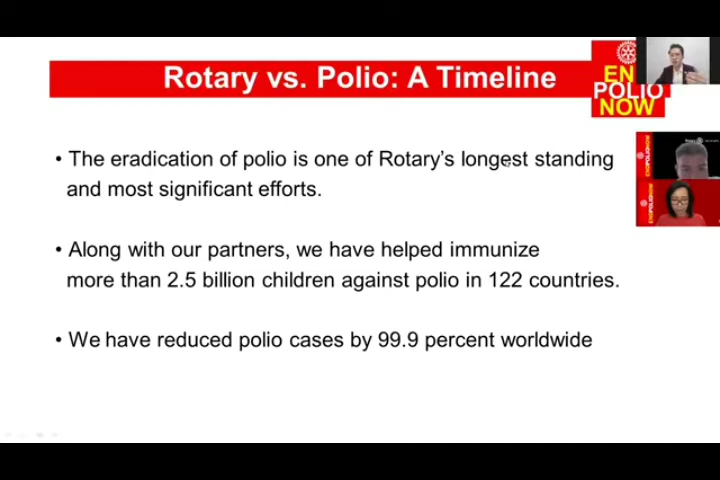 Rotary vs. Polio: A Timeline
EN
POLIO
NOW
• The eradication of polio is one of Rotary's longest standing
and most significant efforts.
• Along with our partners, we have helped immunize
more than 2.5 billion children against polio in 122 countries.
• We have reduced polio cases by 99.9 percent worldwide